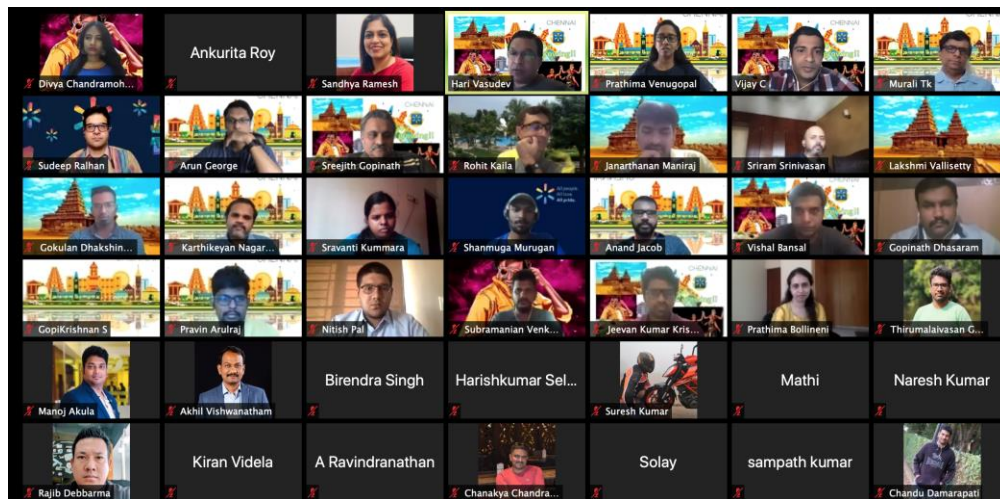 CHENNAI
Divya Chandramoh...
Ankurita Roy
Sandhya Ramesh
Hari Vasudev
Prathima Venugopal
Vijay C
Murali Tk
Sudeep Ralhan
Arun George
CHENNAI
Sreejith Gopinath
Rohit Kaila
Janarthanan Maniraj
Sriram Srinivasan
Lakshmi Vallisetty
Gokulan Dhakshin...
Karthikeyan Nagar...
Sravanti Kummara
Shanmuga Murugan
Anand Jacob
CHENNAI
Vishal Bansal
Gopinath Dhasaram
GopiKrishnan S
Pravin Arulraj
Nitish Pal
Subramanian Venk...
CHENNAI
Jeevan Kumar Kris...
Prathima Bollineni
Thirumalaivasan G...
Manoj Akula
Akhil Vishwanatham
Birendra Singh
Harishkumar Sel...
Suresh Kumar
Mathi
Naresh Kumar
Rajib Debbarma
Kiran Videla
A Ravindranathan
Chanakya Chandra...
Solay
sampath kumar
Chandu Damarapati